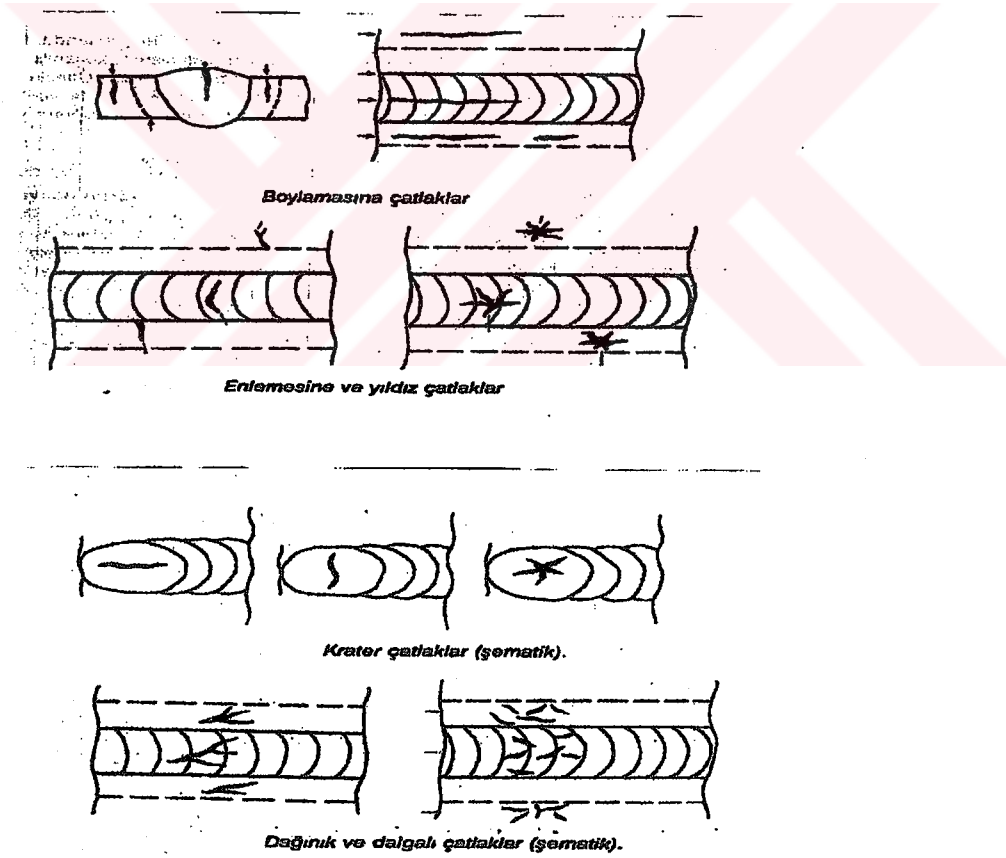 Boylamasına çatlaklar
Enlemesine ve yıldız çatlaklar
Krater çatlaklar (şematik).
Dağınık ve dalgalı çatlaklar (şematik).